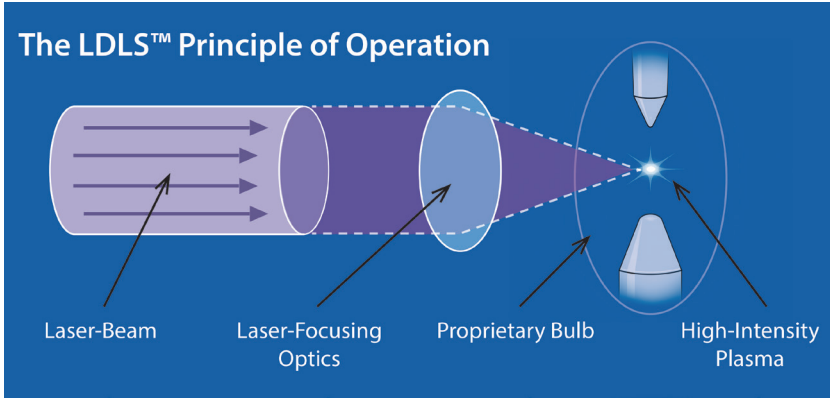 The LDLS™ Principle of Operation
Laser-Beam
Laser-Focusing
Optics
Proprietary Bulb
High-Intensity
Plasma